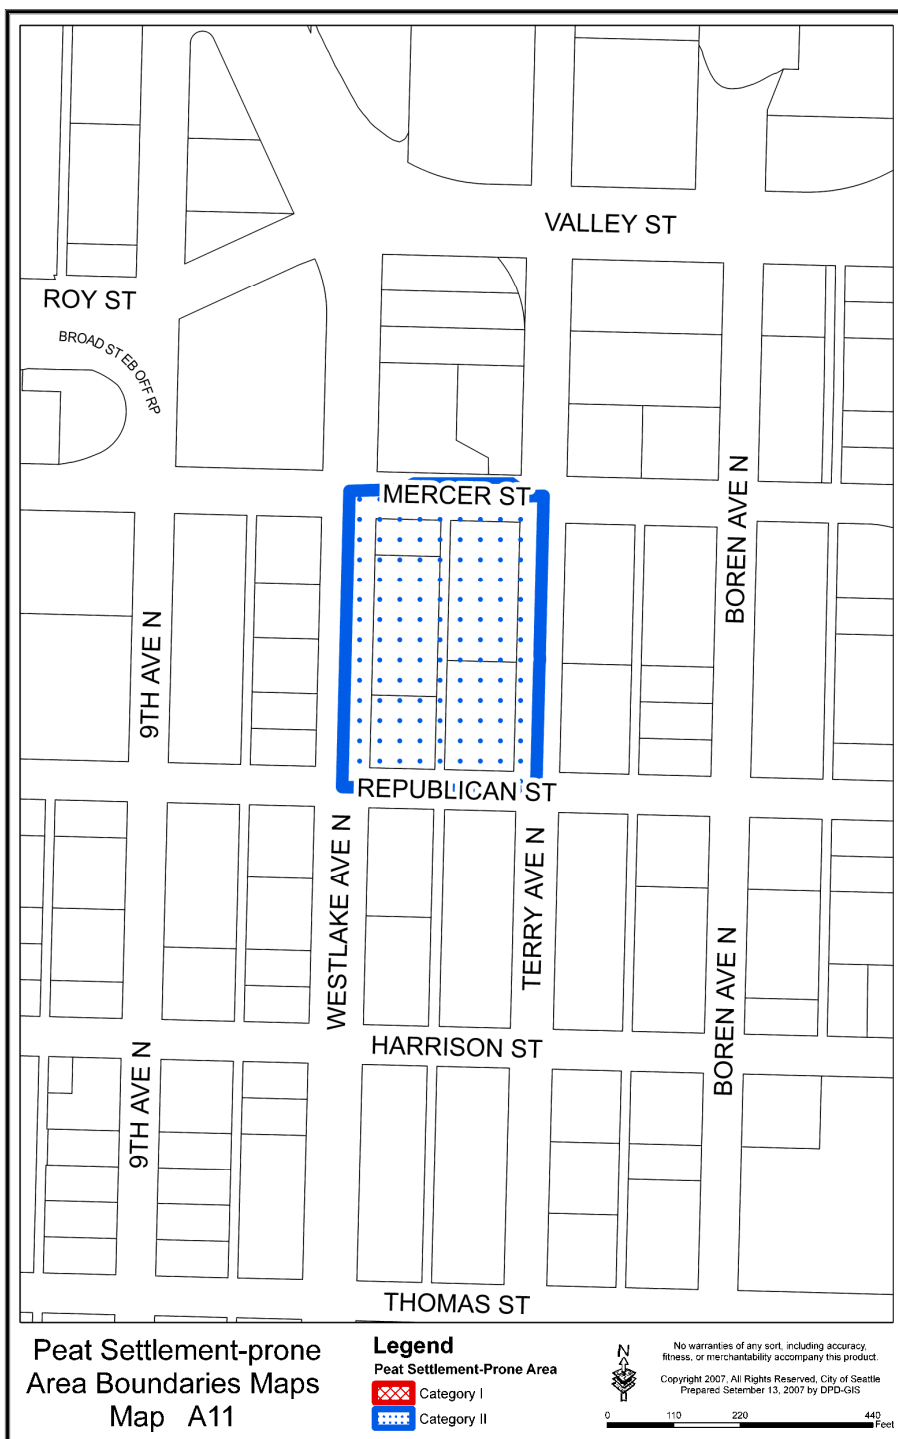 VALLEY ST
ROY ST
BROAD ST EB OFF RP
MERCER ST
BOREN AVE N
9TH AVE N
REPUBLICAN ST
WESTLAKE AVE N
TERRY AVE N
BOREN AVE N
HARRISON ST
9TH AVE N
THOMAS ST
Peat Settlement-prone
Area Boundaries Maps
Map A11
Legend
Peat Settlement-Prone Area
Category I
Category II
N
No warranties of any sort, including accuracy,
fitness, or merchantability accompany this product.
Copyright 2007, All Rights Reserved, City of Seattle
Prepared Setember 13, 2007 by DPD-GIS
0 110 220 440
Feet